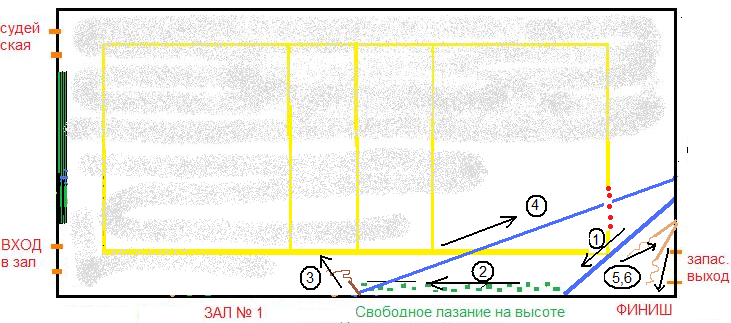 судей
ская
4
1
ВХОД
в зал
3
2
5,6
запас.
выход
ЗАЛ № 1
Свободное лазание на высоте
ФИНИШ